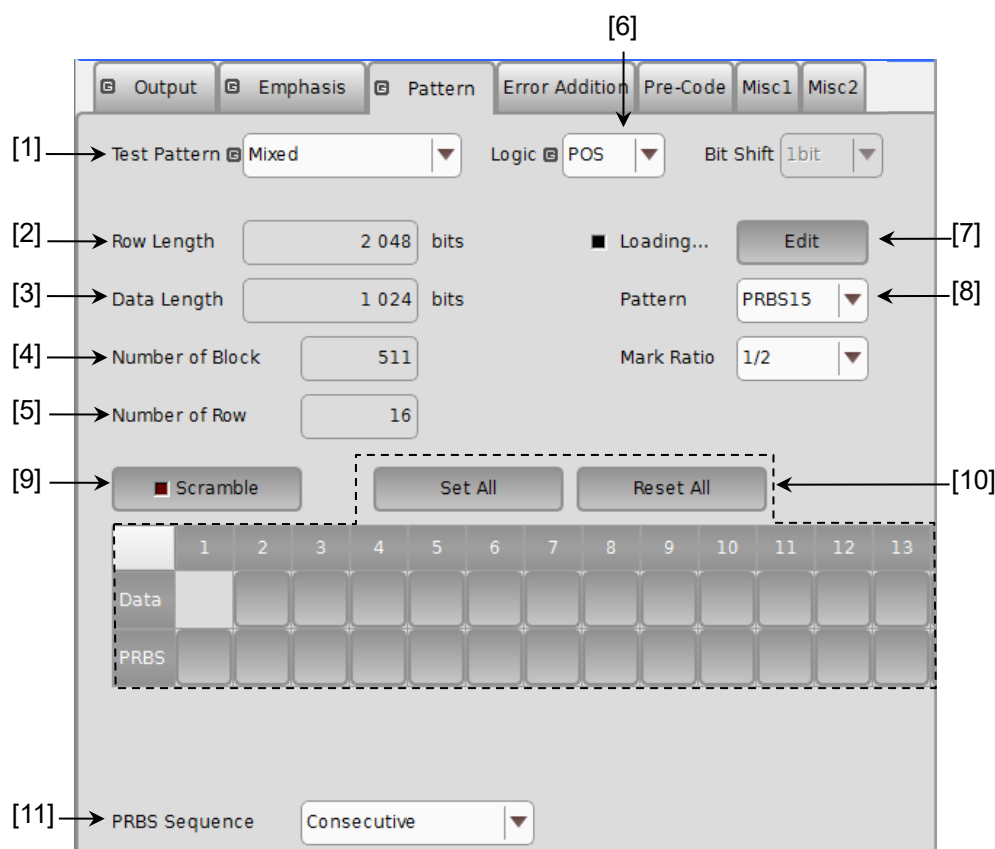 [6]
G Output G Emphasis G Pattern Error Addition Pre-Code Misc1 Misc2
[1] Test Pattern G Mixed Logic G POS Bit Shift 1bit
[2] Row Length 2 048 bits Loading... Edit [7]
[3] Data Length 1 024 bits Pattern PRBS15 [8]
[4] Number of Block 511 Mark Ratio 1/2
[5] Number of Row 16
[9] Scramble Set All Reset All [10]
1 2 3 4 5 6 7 8 9 10 11 12 13
Data
PRBS
[11] PRBS Sequence Consecutive